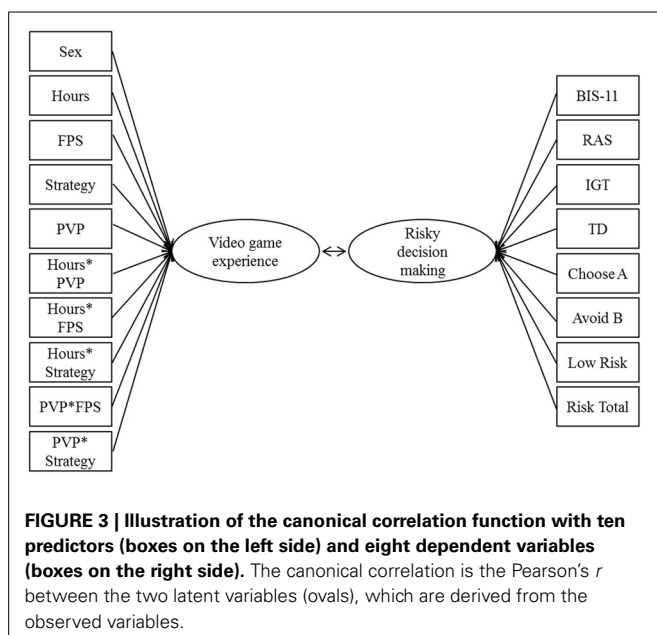 Sex
Hours
FPS
Strategy
PVP
Hours*
PVP
Hours*
FPS
Hours*
Strategy
PVP*FPS
PVP*
Strategy
Video game
experience
Risky
decision
making
BIS-11
RAS
IGT
TD
Choose A
Avoid B
Low Risk
Risk Total
FIGURE 3 | Illustration of the canonical correlation function with ten
predictors (boxes on the left side) and eight dependent variables
(boxes on the right side). The canonical correlation is the Pearson's r
between the two latent variables (ovals), which are derived from the
observed variables.